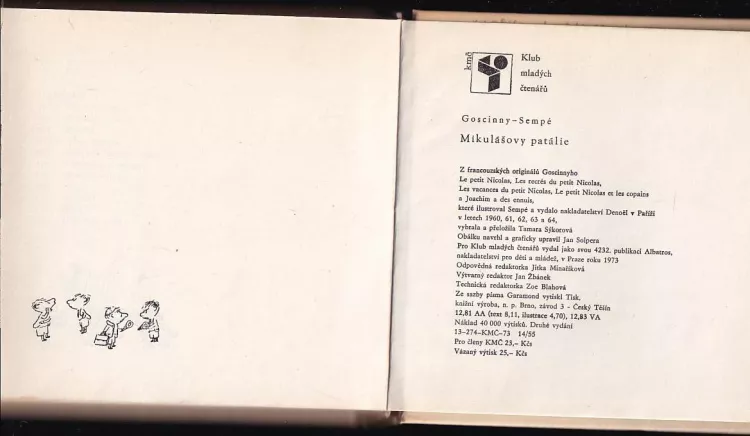 kmč
Klub
mladých
čtenářů
Goscinny–Sempé
Mikulášovy patálie
Z francouzských originálů Goscinnyho
Le petit Nicolas, Les recrés du petit Nicolas,
Les vacances du petit Nicolas, Le petit Nicolas et les copains
a Joachim a des ennuis,
které ilustroval Sempé a vydalo nakladatelství Denoël v Paříži
v letech 1960, 61, 62, 63 a 64,
vybrala a přeložila Tamara Sýkorová
Obálku navrhl a graficky upravil Jan Solpera
Pro Klub mladých čtenářů vydal jako svou 4232. publikaci Albatros,
nakladatelství pro děti a mládež, v Praze roku 1973
Odpovědná redaktorka Jitka Minaříková
Výtvarný redaktor Jan Žbánek
Technická redaktorka Zoe Blahová
Ze sazby písma Garamond vytiskl Tisk,
knižní výroba, n. p. Brno, závod 3 - Český Těšín
12,81 AA (text 8,11, ilustrace 4,70), 12,83 VA
Náklad 40 000 výtisků. Druhé vydání
13-274-KMČ-73 14/55
Pro členy KMČ 23,- Kčs
Vázaný výtisk 25,- Kčs